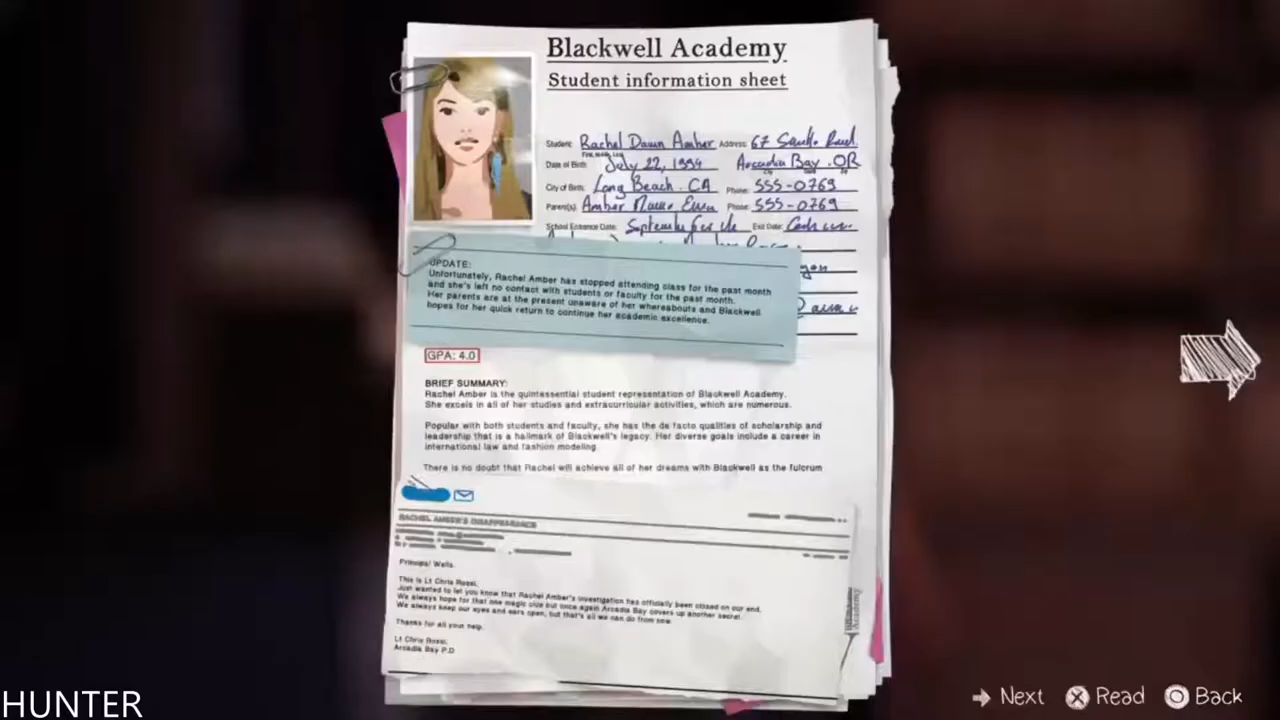 Blackwell Academy
Student information sheet
Student: Rachel Dawn Amber Address: 67
Date of Birth: July 22, 1994 Arcadia Bay, OR
City of Birth: Long Beach, CA Phone: 555-0769
Parent(s): Amber Phone: 555-0769
School Entrance Date: Exit Date:
UPDATE:
Unfortunately, Rachel Amber has stopped attending class for the past month
and she's left no contact with students or faculty for the past month.
Her parents are at the present unaware of her whereabouts and Blackwell
hopes for her quick return to continue her academic excellence.
GPA: 4.0
BRIEF SUMMARY:
Rachel Amber is the quintessential student representation of Blackwell Academy.
She excels in all of her studies and extracurricular activities, which are numerous.
Popular with both students and faculty, she has the de facto qualities of scholarship and
leadership that is a hallmark of Blackwell's legacy. Her diverse goals include a career in
international law and fashion modeling
There is no doubt that Rachel will achieve all of her dreams with Blackwell as the fulcrum
RACHEL AMBER'S DISAPPEARANCE
Principal Wells,
This is Lt Chris Rossi.
Just wanted to let you know that Rachel Amber's investigation has officially been closed on our end.
We always hope for that one magic clue but once again Arcadia Bay covers up another secret.
We always keep our eyes and ears open, but that's all we can do from now.
Thanks for all your help.
Lt Chris Rossi,
Arcadia Bay P.D
Blackwell Academy
HUNTER
Next Read Back